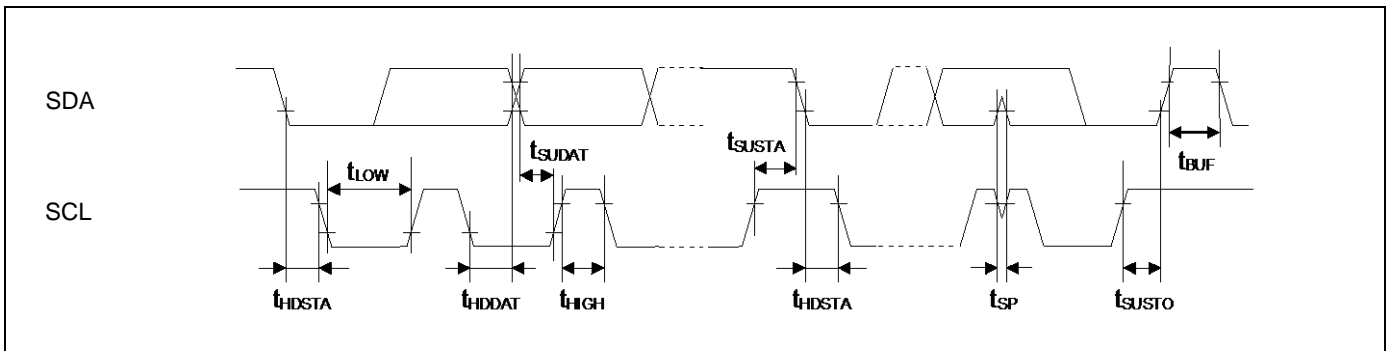 SDA
tSUDAT
tSUSTA
tBUF
tLOW
SCL
tHDSTA
tHDDAT
tHIGH
tHDSTA
tSP
tSUSTO